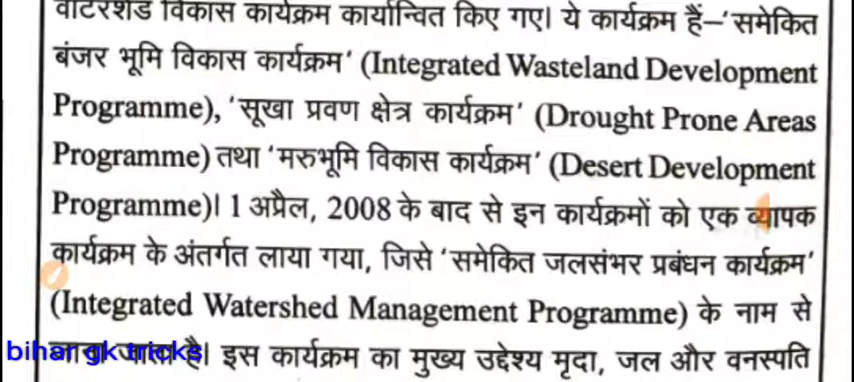 वाटरशेड विकास कार्यक्रम कार्यान्वित किए गए। ये कार्यक्रम हैं–‘समेकित
बंजर भूमि विकास कार्यक्रम’ (Integrated Wasteland Development
Programme), ‘सूखा प्रवण क्षेत्र कार्यक्रम’ (Drought Prone Areas
Programme) तथा ‘मरुभूमि विकास कार्यक्रम’ (Desert Development
Programme)। 1 अप्रैल, 2008 के बाद से इन कार्यक्रमों को एक व्यापक
कार्यक्रम के अंतर्गत लाया गया, जिसे ‘समेकित जलसंभर प्रबंधन कार्यक्रम’
(Integrated Watershed Management Programme) के नाम से
जाना जाता है। इस कार्यक्रम का मुख्य उद्देश्य मृदा, जल और वनस्पति
bihar gk tricks